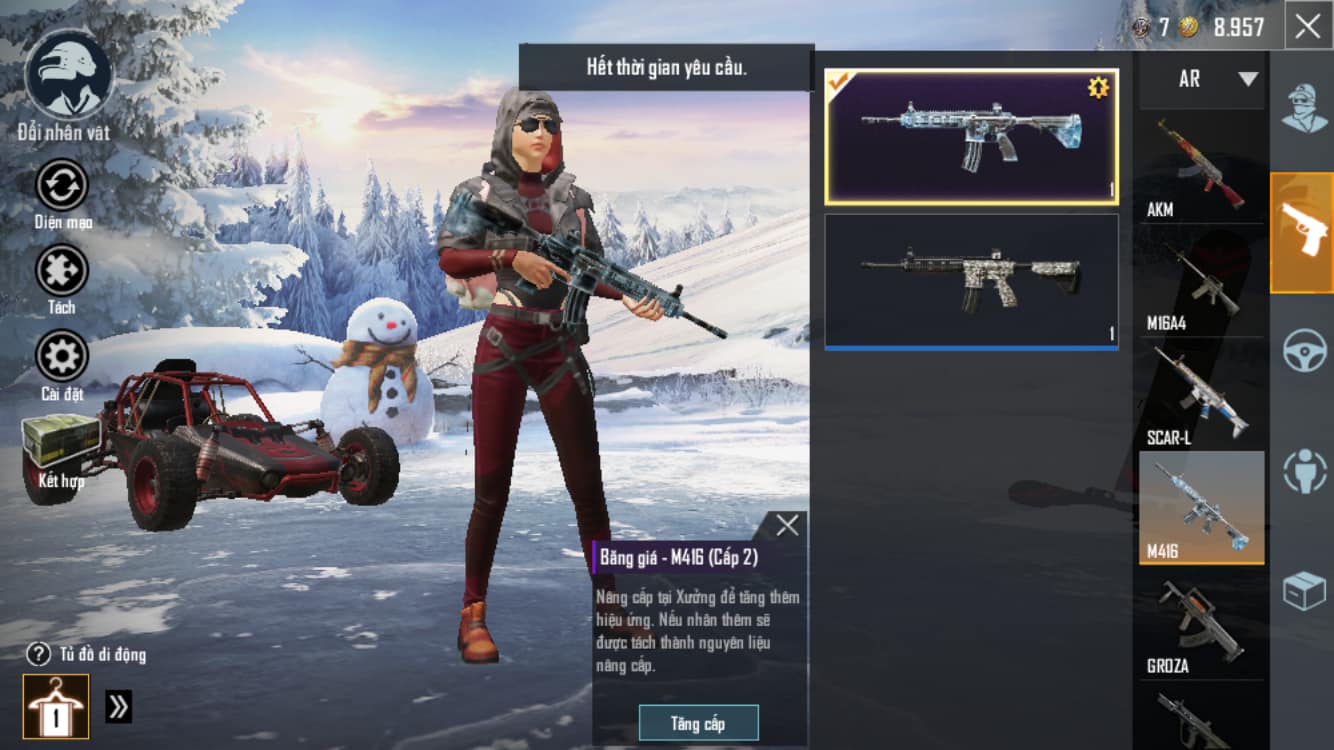 7 8.957
Hết thời gian yêu cầu.
AR
Đổi nhân vật
Diện mạo
Tách
Cài đặt
Kết hợp
1
1
AKM
M16A4
SCAR-L
M416
GROZA
Băng giá - M416 (Cấp 2)
Nâng cấp tại Xưởng để tăng thêm
hiệu ứng. Nếu nhận thêm sẽ
được tách thành nguyên liệu
nâng cấp.
Tăng cấp
? Tủ đồ di động
1